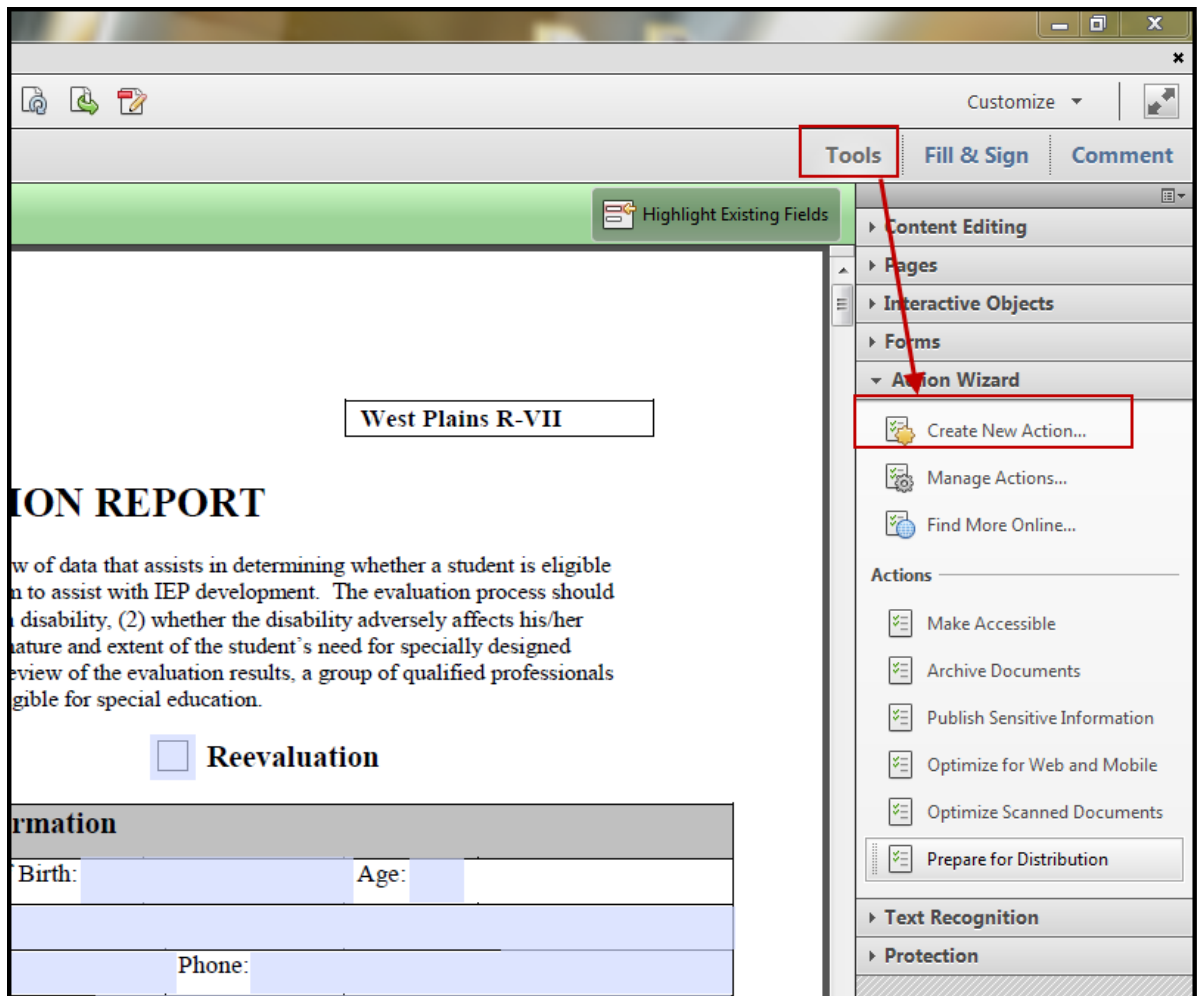 Customize
Tools Fill & Sign Comment
Highlight Existing Fields
Content Editing
Pages
Interactive Objects
Forms
Action Wizard
Create New Action...
Manage Actions...
Find More Online...
Actions
Make Accessible
Archive Documents
Publish Sensitive Information
Optimize for Web and Mobile
Optimize Scanned Documents
Prepare for Distribution
Text Recognition
Protection
West Plains R-VII
ION REPORT
w of data that assists in determining whether a student is eligible
n to assist with IEP development. The evaluation process should
disability, (2) whether the disability adversely affects his/her
nature and extent of the student's need for specially designed
eview of the evaluation results, a group of qualified professionals
gible for special education.
Reevaluation
rmation
Birth: Age:
Phone: